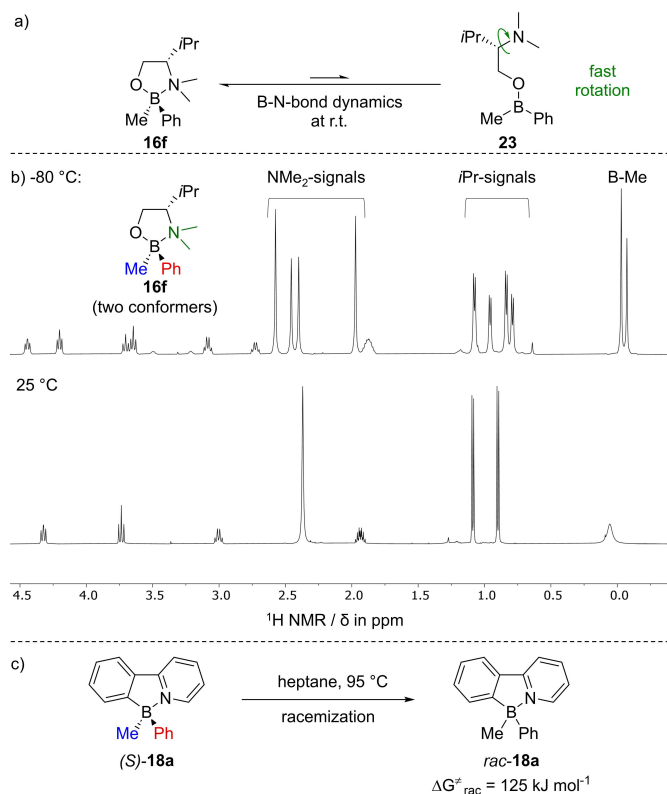 a)
iPr
O
N
B
Me
Ph
16f
B-N-bond dynamics
at r.t.
iPr
N
O
B
Me
Ph
23
fast
rotation
b) -80 °C:
iPr
O
N
B
Me
Ph
16f
(two conformers)
NMe₂-signals
iPr-signals
B-Me
25 °C
4.5 4.0 3.5 3.0 2.5 2.0 1.5 1.0 0.5 0.0
¹H NMR / δ in ppm
c)
B
N
Me
Ph
(S)-18a
heptane, 95 °C
racemization
B
N
Me
Ph
rac-18a
ΔG≠rac = 125 kJ mol⁻¹